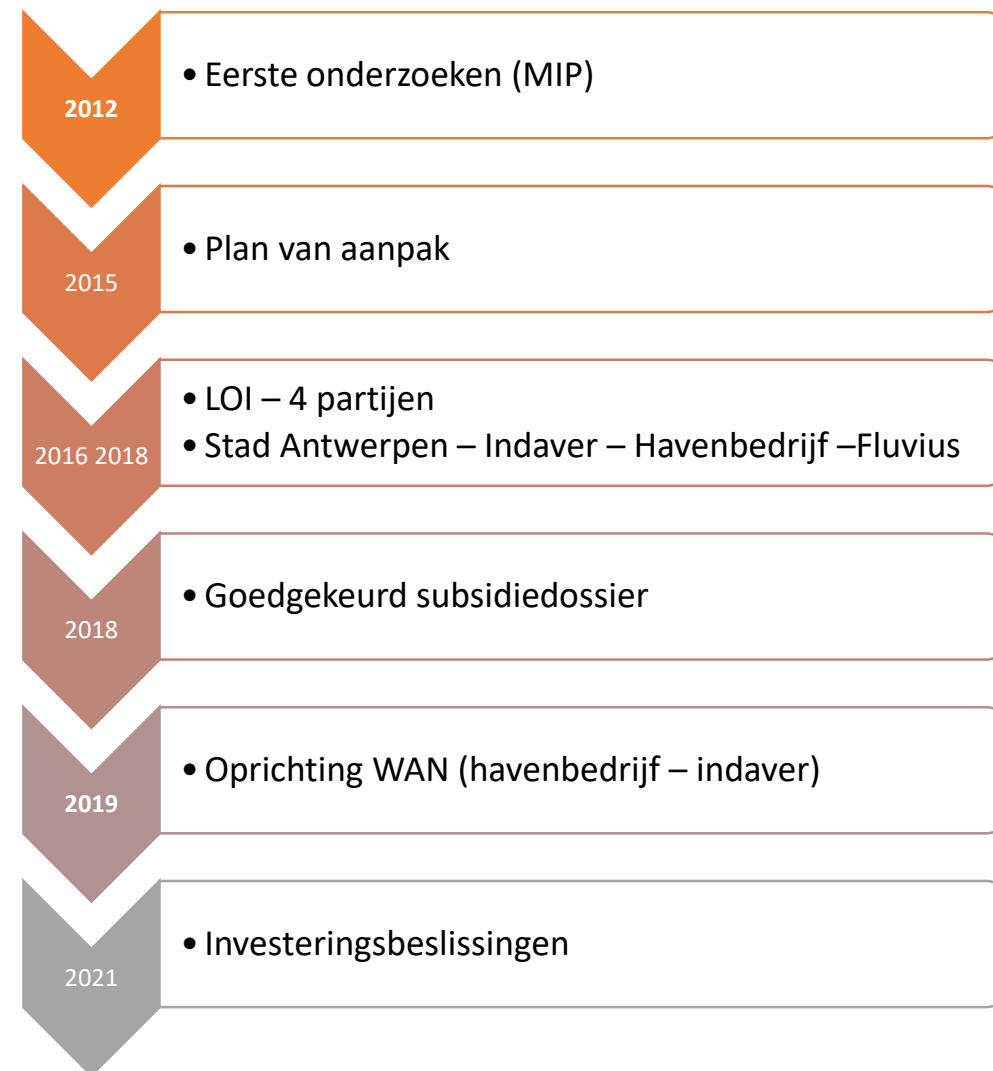 2012
• Eerste onderzoeken (MIP)
2015
• Plan van aanpak
2016 2018
• LOI – 4 partijen
• Stad Antwerpen – Indaver – Havenbedrijf –Fluvius
2018
• Goedgekeurd subsidiedossier
2019
• Oprichting WAN (havenbedrijf – indaver)
2021
• Investeringsbeslissingen